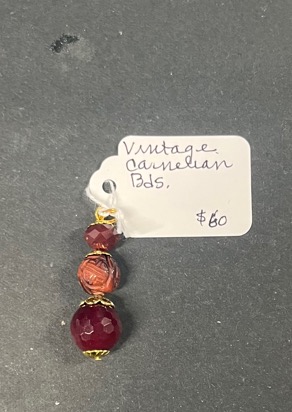 Vintage
Carnelian
Bds.
$60